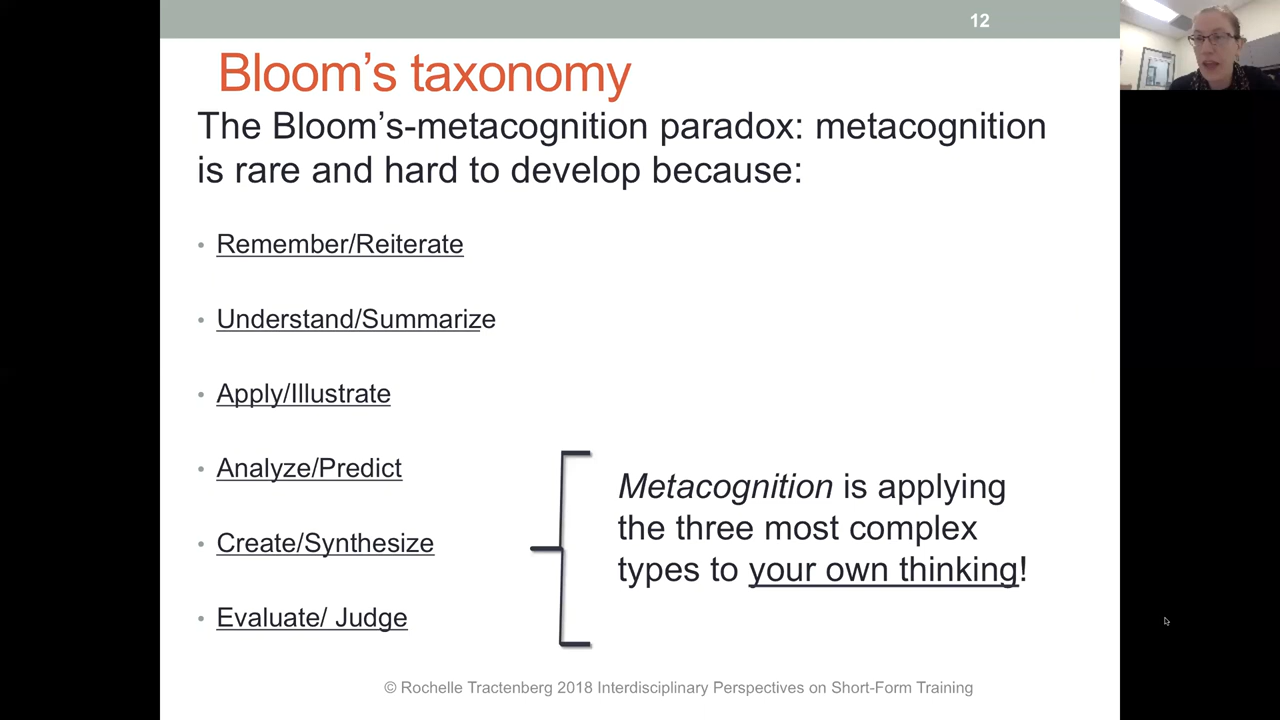 12
Bloom's taxonomy
The Bloom's-metacognition paradox: metacognition
is rare and hard to develop because:
• Remember/Reiterate
• Understand/Summarize
• Apply/Illustrate
• Analyze/Predict
• Create/Synthesize
• Evaluate/ Judge
Metacognition is applying
the three most complex
types to your own thinking!
© Rochelle Tractenberg 2018 Interdisciplinary Perspectives on Short-Form Training